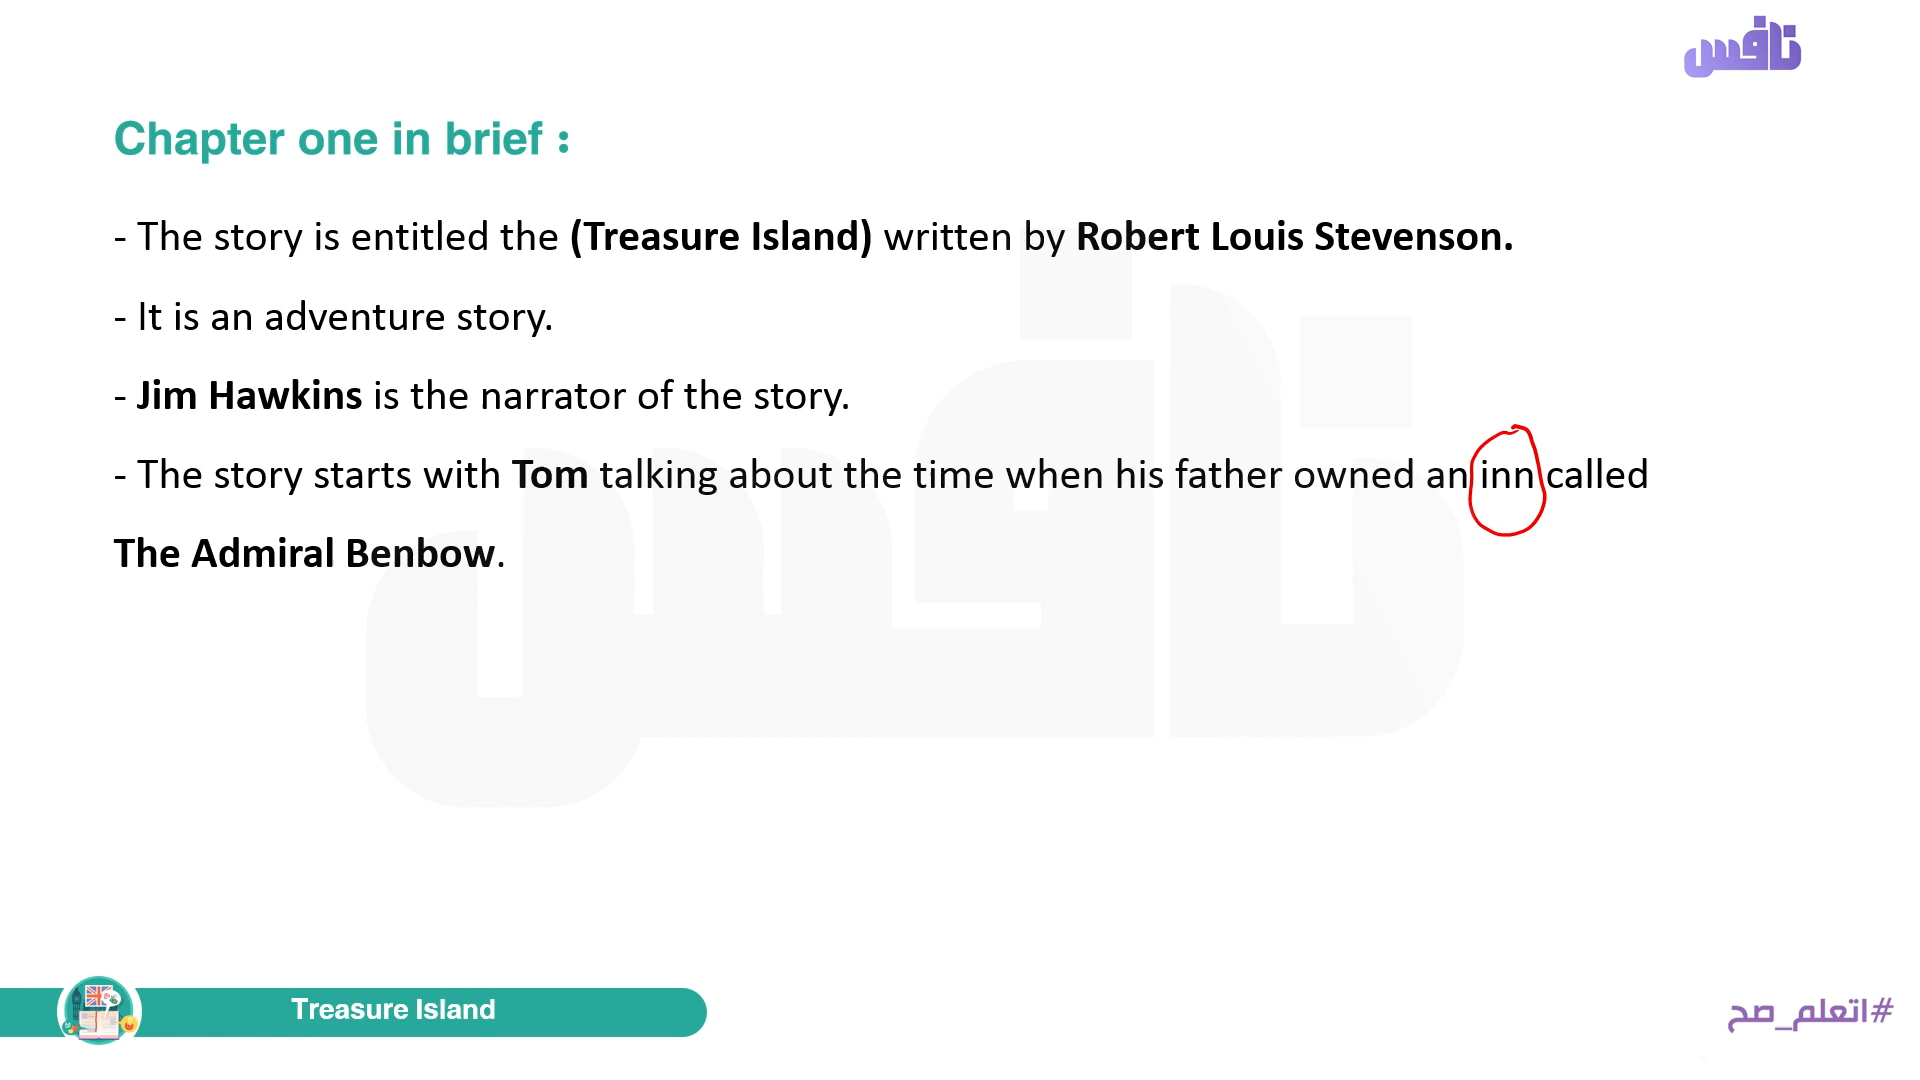 نافس
Chapter one in brief :
- The story is entitled the (Treasure Island) written by Robert Louis Stevenson.
- It is an adventure story.
- Jim Hawkins is the narrator of the story.
- The story starts with Tom talking about the time when his father owned an inn called
The Admiral Benbow.
Treasure Island
#اتعلم_صح